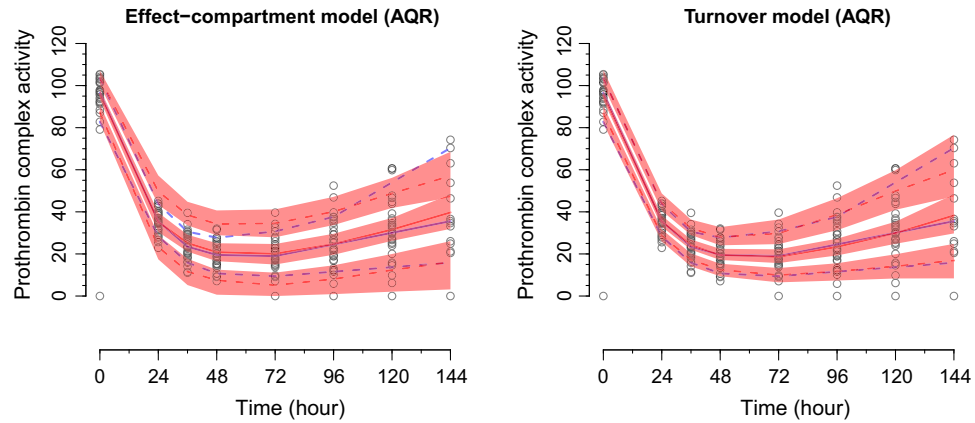 Effect−compartment model (AQR)
Prothrombin complex activity
120
100
80
60
40
20
0
0 24 48 72 96 120 144
Time (hour)
Turnover model (AQR)
Prothrombin complex activity
120
100
80
60
40
20
0
0 24 48 72 96 120 144
Time (hour)